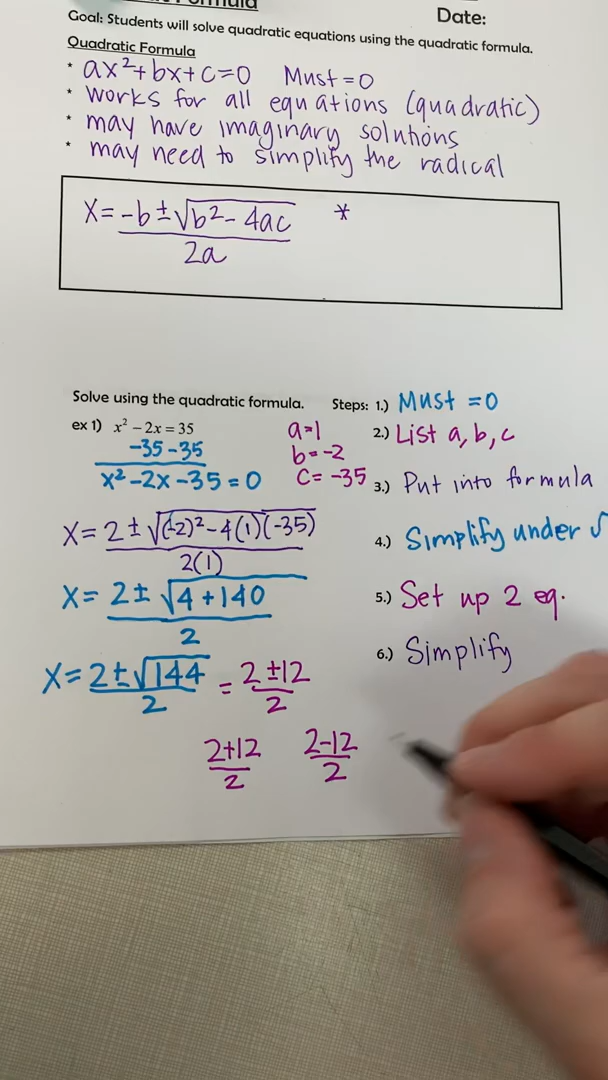 Date:
Goal: Students will solve quadratic equations using the quadratic formula.
Quadratic Formula
* ax²+bx+c=0 Must=0
* works for all equations (quadratic)
* may have imaginary solutions
* may need to simplify the radical
X= -b±√b²-4ac / 2a *
Solve using the quadratic formula. Steps: 1.) Must =0
ex 1) x² – 2x = 35 a=1 2.) List a, b, c
-35 -35 b=-2
x²-2x-35=0 c= -35 3.) Put into formula
X= 2±√(-2)²-4(1)(-35) / 2(1) 4.) Simplify under √
X= 2±√4+140 / 2 5.) Set up 2 eq.
X= 2±√144 / 2 = 2±12 / 2 6.) Simplify
2+12 / 2 2-12 / 2